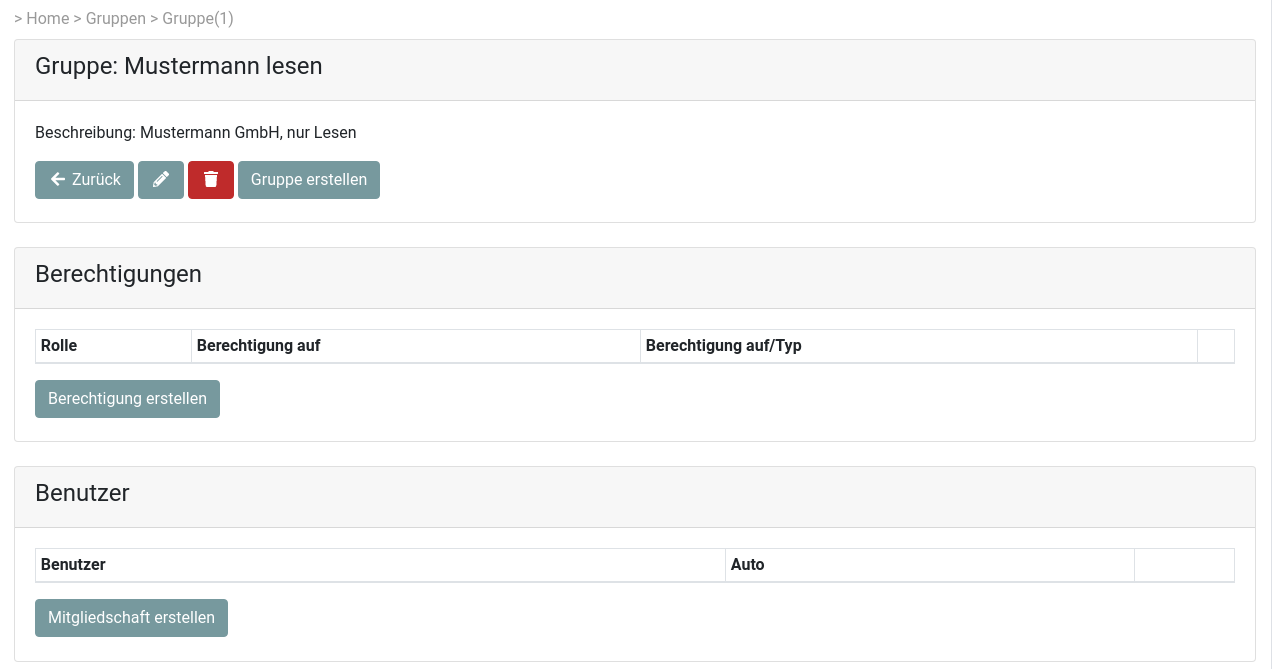 > Home > Gruppen > Gruppe(1)
Gruppe: Mustermann lesen
Beschreibung: Mustermann GmbH, nur Lesen
Zurück Gruppe erstellen
Berechtigungen
Rolle Berechtigung auf Berechtigung auf/Typ
Berechtigung erstellen
Benutzer
Benutzer Auto
Mitgliedschaft erstellen